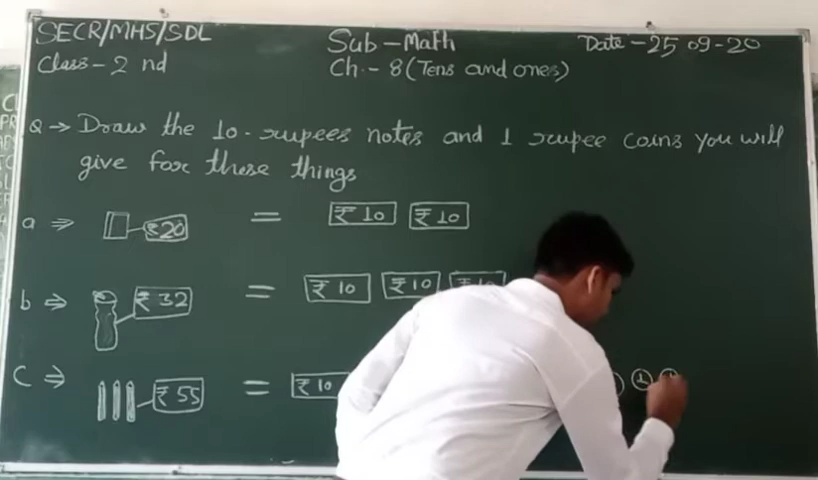 SECR/MHS/SDL
Sub - Math
Date - 25 09-20
Class - 2 nd
Ch. - 8 (Tens and ones)
Q → Draw the 10-rupees notes and 1 rupee coins you will
give for these things
a ⇒ ₹20 = ₹10 ₹10
b ⇒ ₹32 = ₹10 ₹10 ₹10
C ⇒ ₹55 = ₹10